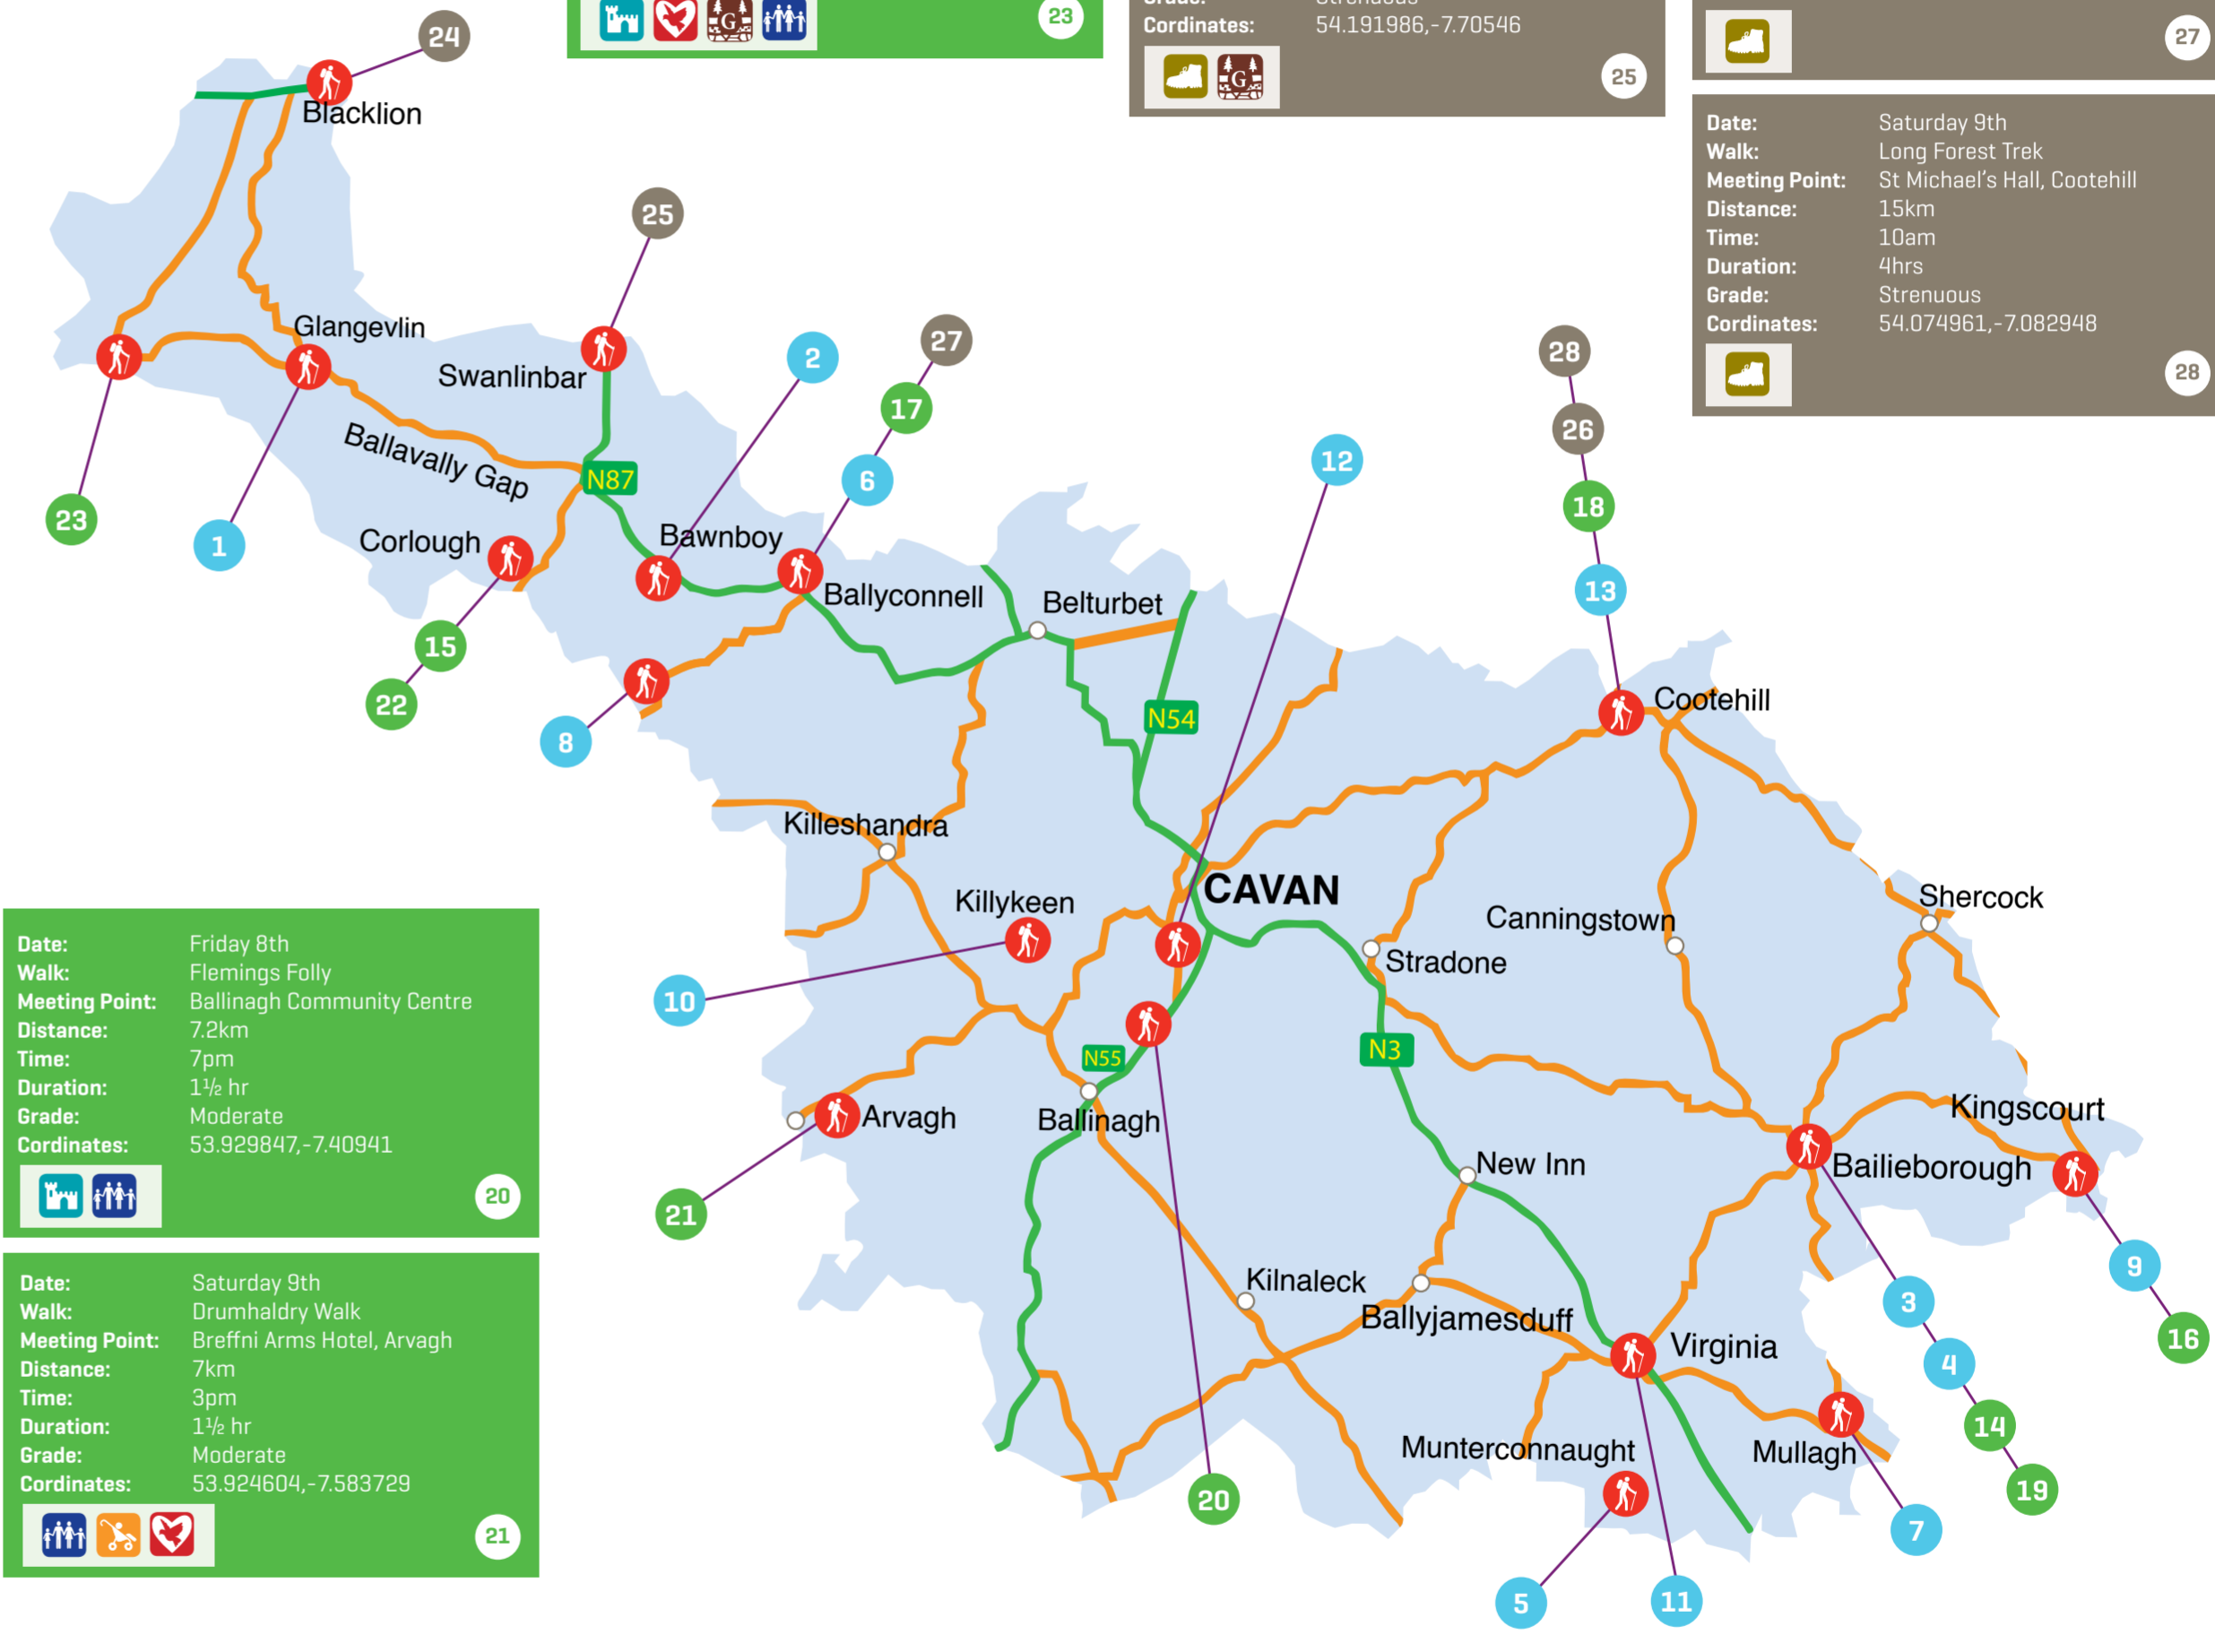 23
Grade: Strenuous
Cordinates: 54.191986,-7.70546
G
G
25
27
Date: Saturday 9th
Walk: Long Forest Trek
Meeting Point: St Michael's Hall, Cootehill
Distance: 15km
Time: 10am
Duration: 4hrs
Grade: Strenuous
Cordinates: 54.074961,-7.082948
28
24
Blacklion
25
Glangevlin
Swanlinbar
2
27
17
6
28
26
18
13
12
Ballavally Gap
N87
23
1
Corlough
Bawnboy
Ballyconnell
Belturbet
15
22
8
N54
Cootehill
Killeshandra
Killykeen
CAVAN
Canningstown
Shercock
Stradone
10
N55
N3
Arvagh
Ballinagh
Kingscourt
Bailieborough
New Inn
21
Kilnaleck
Ballyjamesduff
Virginia
9
3
16
4
14
19
Munterconnaught
Mullagh
7
20
5
11
Date: Friday 8th
Walk: Flemings Folly
Meeting Point: Ballinagh Community Centre
Distance: 7.2km
Time: 7pm
Duration: 1½ hr
Grade: Moderate
Cordinates: 53.929847,-7.40941
20
Date: Saturday 9th
Walk: Drumhaldry Walk
Meeting Point: Breffni Arms Hotel, Arvagh
Distance: 7km
Time: 3pm
Duration: 1½ hr
Grade: Moderate
Cordinates: 53.924604,-7.583729
21